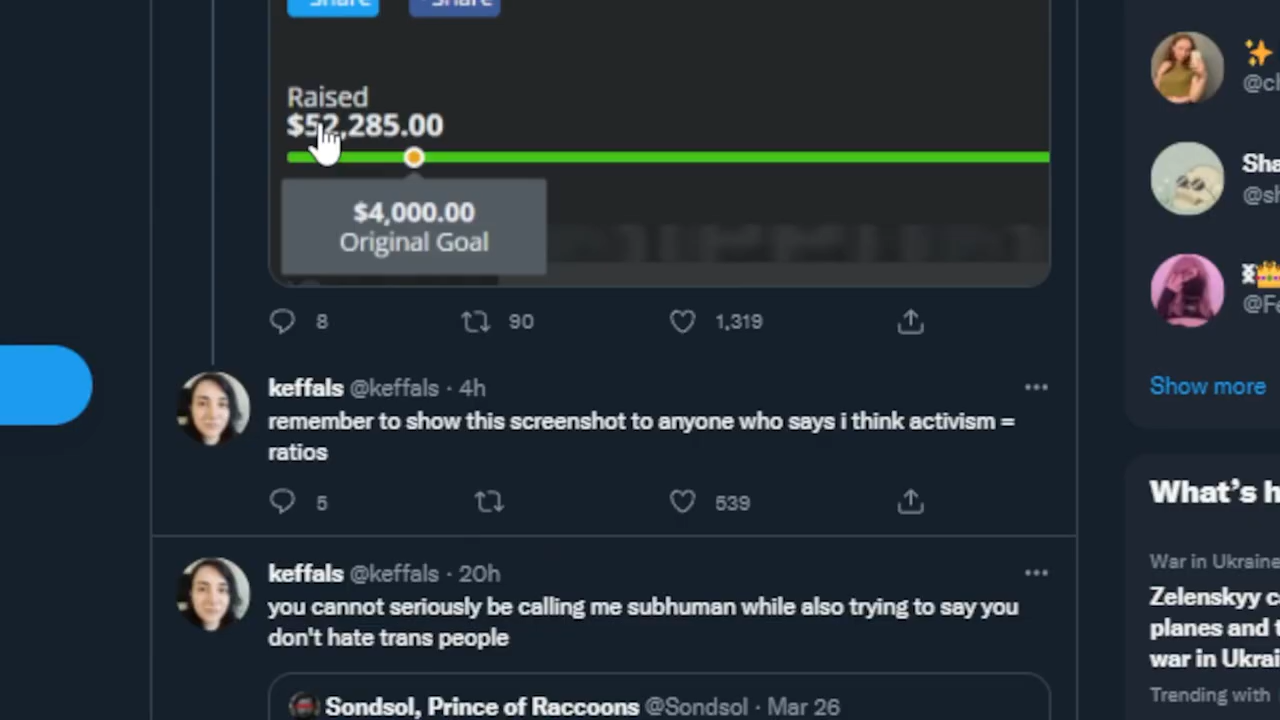 Share Share
Raised
$52,285.00
$4,000.00
Original Goal
8 90 1,319
keffals @keffals · 4h
remember to show this screenshot to anyone who says i think activism =
ratios
5 539
keffals @keffals · 20h
you cannot seriously be calling me subhuman while also trying to say you
don't hate trans people
Sondsol, Prince of Raccoons @Sondsol · Mar 26
Show more
What's h
War in Ukraine
Zelenskyy c
planes and t
war in Ukrai
Trending with